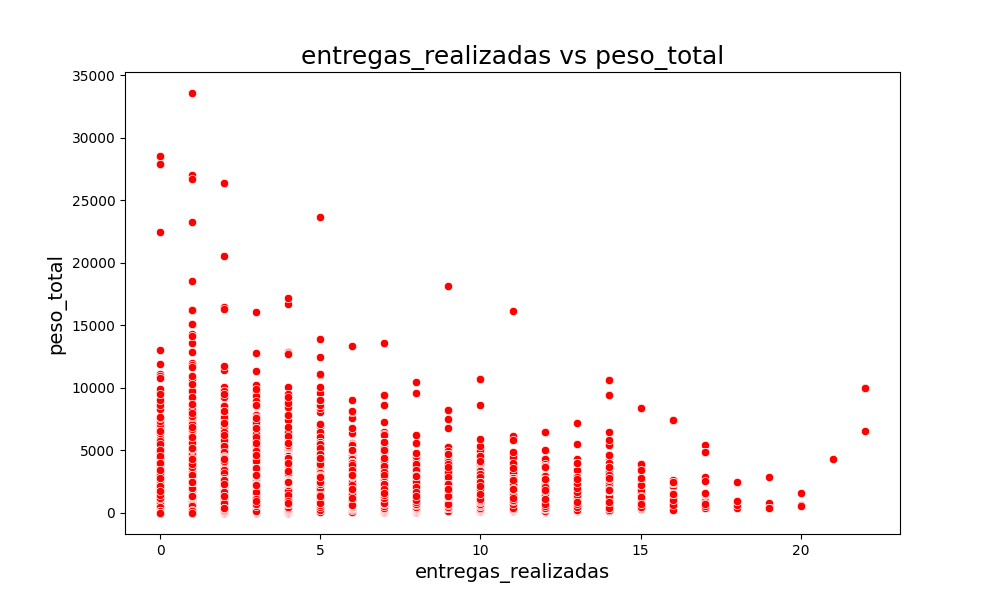 entregas_realizadas vs peso_total
35000
30000
25000
20000
15000
10000
5000
0
peso_total
0 5 10 15 20
entregas_realizadas